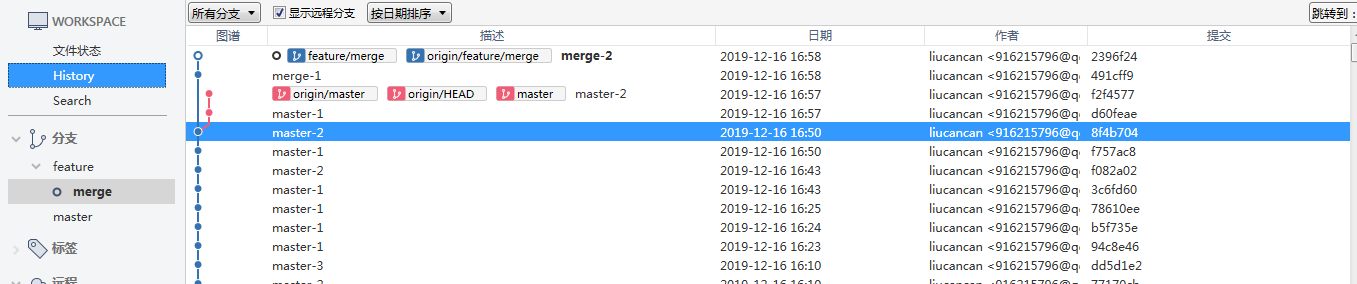 WORKSPACE
文件状态
History
Search
分支
feature
merge
master
标签
远程
所有分支 显示远程分支 按日期排序 跳转到:
图谱 描述 日期 作者 提交
feature/merge origin/feature/merge merge-2 2019-12-16 16:58 liucancan <916215796@q 2396f24
merge-1 2019-12-16 16:58 liucancan <916215796@q 491cff9
origin/master origin/HEAD master master-2 2019-12-16 16:57 liucancan <916215796@q f2f4577
master-1 2019-12-16 16:57 liucancan <916215796@q d60feae
master-2 2019-12-16 16:50 liucancan <916215796@q 8f4b704
master-1 2019-12-16 16:50 liucancan <916215796@q f757ac8
master-2 2019-12-16 16:43 liucancan <916215796@q f082a02
master-1 2019-12-16 16:43 liucancan <916215796@q 3c6fd60
master-1 2019-12-16 16:25 liucancan <916215796@q 78610ee
master-1 2019-12-16 16:24 liucancan <916215796@q b5f735e
master-1 2019-12-16 16:23 liucancan <916215796@q 94c8e46
master-3 2019-12-16 16:10 liucancan <916215796@q dd5d1e2